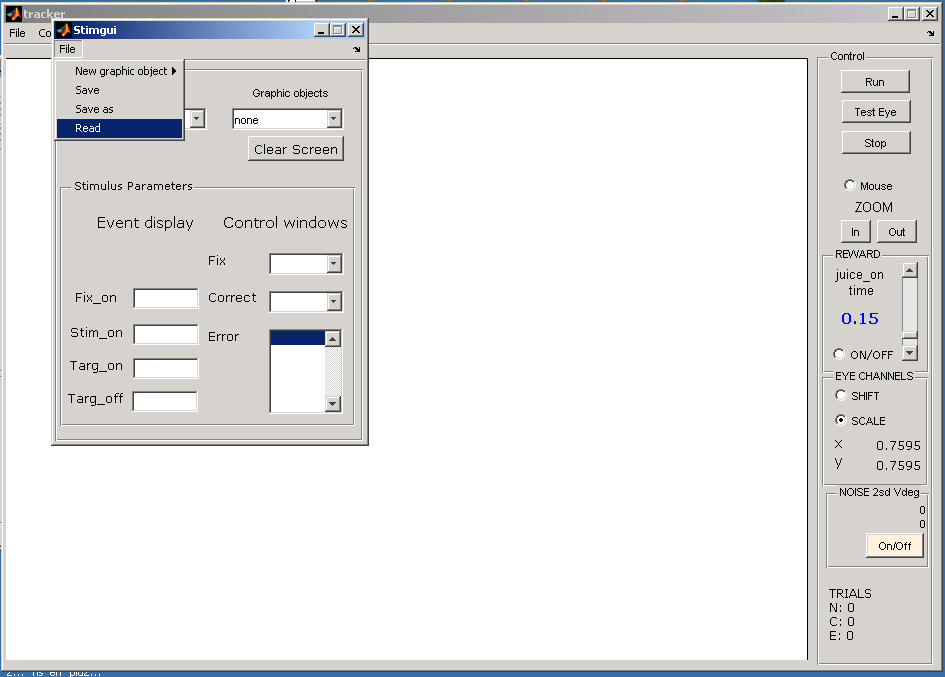 tracker
File Co
Stimgui
File
New graphic object
Save
Save as
Read
Graphic objects
none
Clear Screen
Stimulus Parameters
Event display Control windows
Fix
Fix_on Correct
Stim_on Error
Targ_on
Targ_off
Control
Run
Test Eye
Stop
Mouse
ZOOM
In Out
REWARD
juice_on
time
0.15
ON/OFF
EYE CHANNELS
SHIFT
SCALE
X 0.7595
Y 0.7595
NOISE 2sd Vdeg
0
0
On/Off
TRIALS
N: 0
C: 0
E: 0